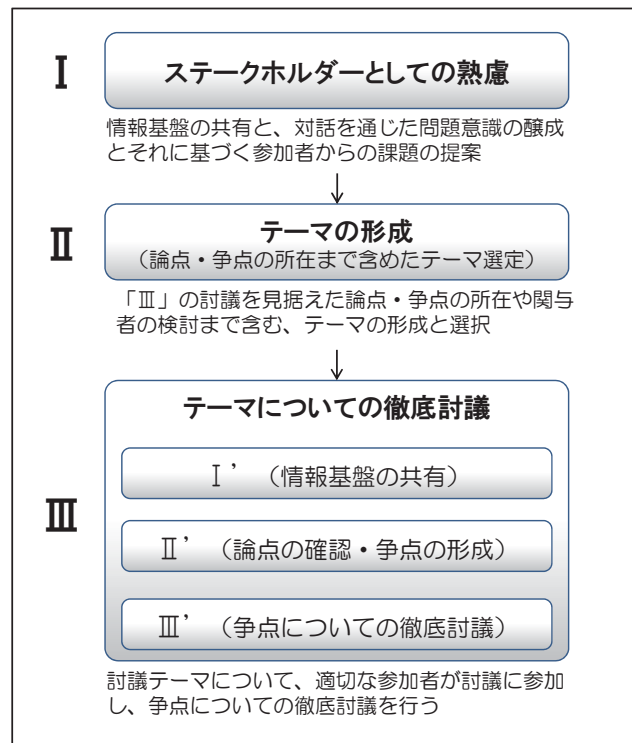 Ⅰ
ステークホルダーとしての熟慮
情報基盤の共有と、対話を通じた問題意識の醸成
とそれに基づく参加者からの課題の提案
Ⅱ
テーマの形成
（論点・争点の所在まで含めたテーマ選定）
「Ⅲ」の討議を見据えた論点・争点の所在や関与
者の検討まで含む、テーマの形成と選択
Ⅲ
テーマについての徹底討議
Ⅰ’（情報基盤の共有）
Ⅱ’（論点の確認・争点の形成）
Ⅲ’（争点についての徹底討議）
討議テーマについて、適切な参加者が討議に参加
し、争点についての徹底討議を行う